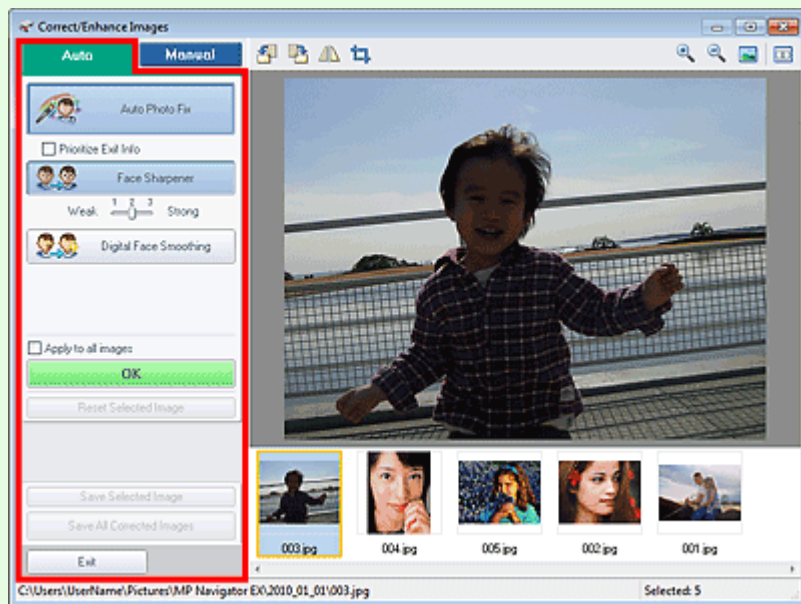 Correct/Enhance Images
Auto Manual
Auto Photo Fix
Prioritize Exif Info
Face Sharpener
1 2 3
Weak Strong
Digital Face Smoothing
Apply to all images
OK
Reset Selected Image
Save Selected Image
Save All Corrected Images
Exit
003.jpg 004.jpg 005.jpg 002.jpg 001.jpg
C:\Users\UserName\Pictures\MP Navigator EX\2010_01_01\003.jpg Selected: 5